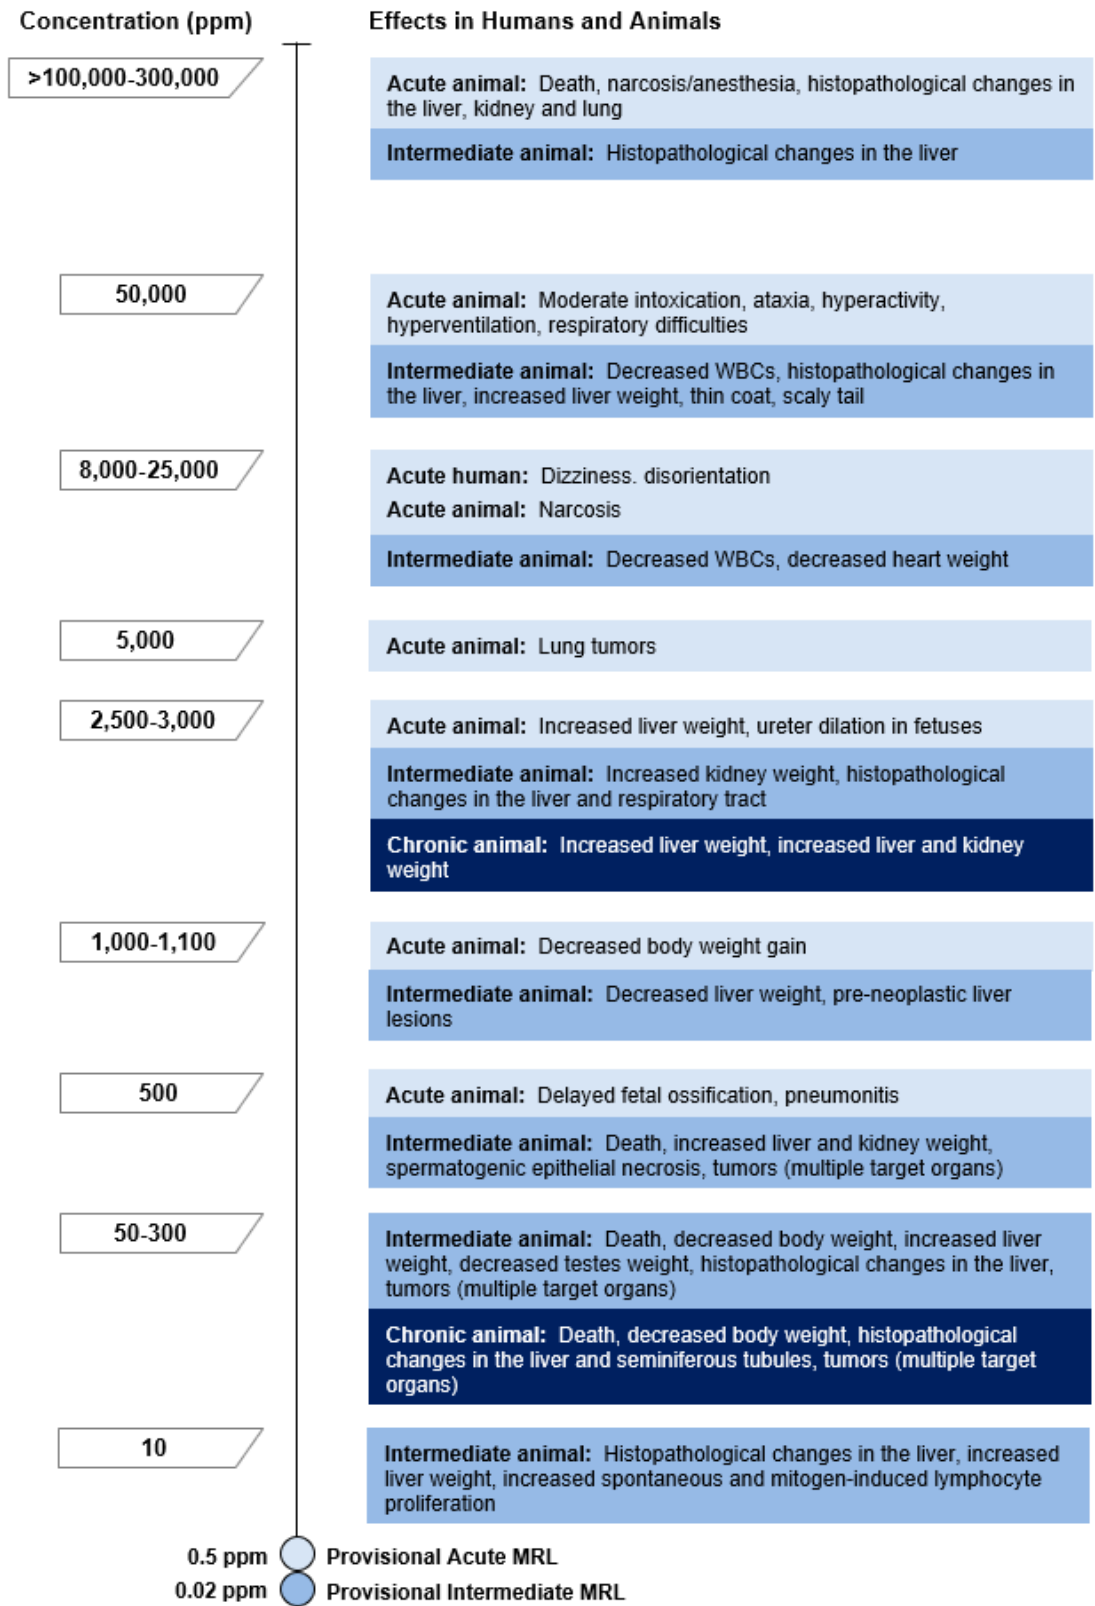 Concentration (ppm)
Effects in Humans and Animals
>100,000-300,000
Acute animal: Death, narcosis/anesthesia, histopathological changes in
the liver, kidney and lung
Intermediate animal: Histopathological changes in the liver
50,000
Acute animal: Moderate intoxication, ataxia, hyperactivity,
hyperventilation, respiratory difficulties
Intermediate animal: Decreased WBCs, histopathological changes in
the liver, increased liver weight, thin coat, scaly tail
8,000-25,000
Acute human: Dizziness. disorientation
Acute animal: Narcosis
Intermediate animal: Decreased WBCs, decreased heart weight
5,000
Acute animal: Lung tumors
2,500-3,000
Acute animal: Increased liver weight, ureter dilation in fetuses
Intermediate animal: Increased kidney weight, histopathological
changes in the liver and respiratory tract
Chronic animal: Increased liver weight, increased liver and kidney
weight
1,000-1,100
Acute animal: Decreased body weight gain
Intermediate animal: Decreased liver weight, pre-neoplastic liver
lesions
500
Acute animal: Delayed fetal ossification, pneumonitis
Intermediate animal: Death, increased liver and kidney weight,
spermatogenic epithelial necrosis, tumors (multiple target organs)
50-300
Intermediate animal: Death, decreased body weight, increased liver
weight, decreased testes weight, histopathological changes in the liver,
tumors (multiple target organs)
Chronic animal: Death, decreased body weight, histopathological
changes in the liver and seminiferous tubules, tumors (multiple target
organs)
10
Intermediate animal: Histopathological changes in the liver, increased
liver weight, increased spontaneous and mitogen-induced lymphocyte
proliferation
0.5 ppm Provisional Acute MRL
0.02 ppm Provisional Intermediate MRL